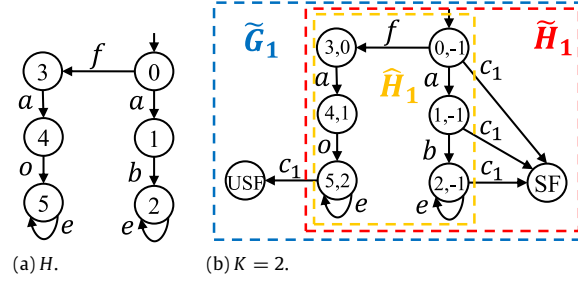 f
3
0
a
a
4
1
o
b
5
2
e
e
(a) H.
G̃₁
H̃₁
Ĥ₁
3,0
f
0,-1
c₁
a
a
4,1
1,-1
c₁
o
b
USF
c₁
5,2
2,-1
c₁
SF
e
e
(b) K = 2.